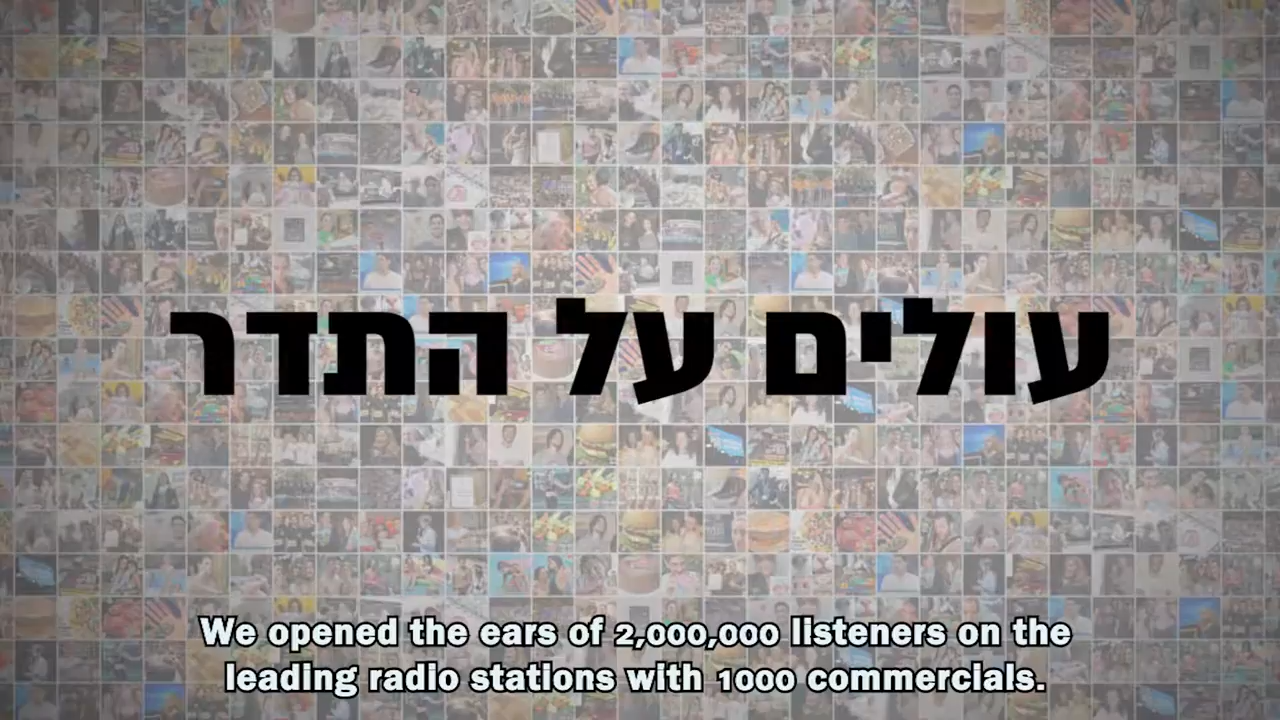 עולים על התדר
We opened the ears of 2,000,000 listeners on the
leading radio stations with 1000 commercials.